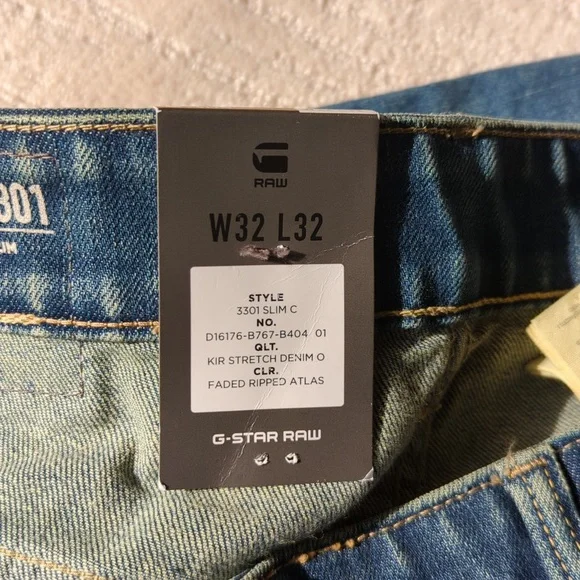 301
RAW
W32 L32
STYLE
3301 SLIM C
NO.
D16176-B767-B404 01
QLT.
KIR STRETCH DENIM O
CLR.
FADED RIPPED ATLAS
G-STAR RAW